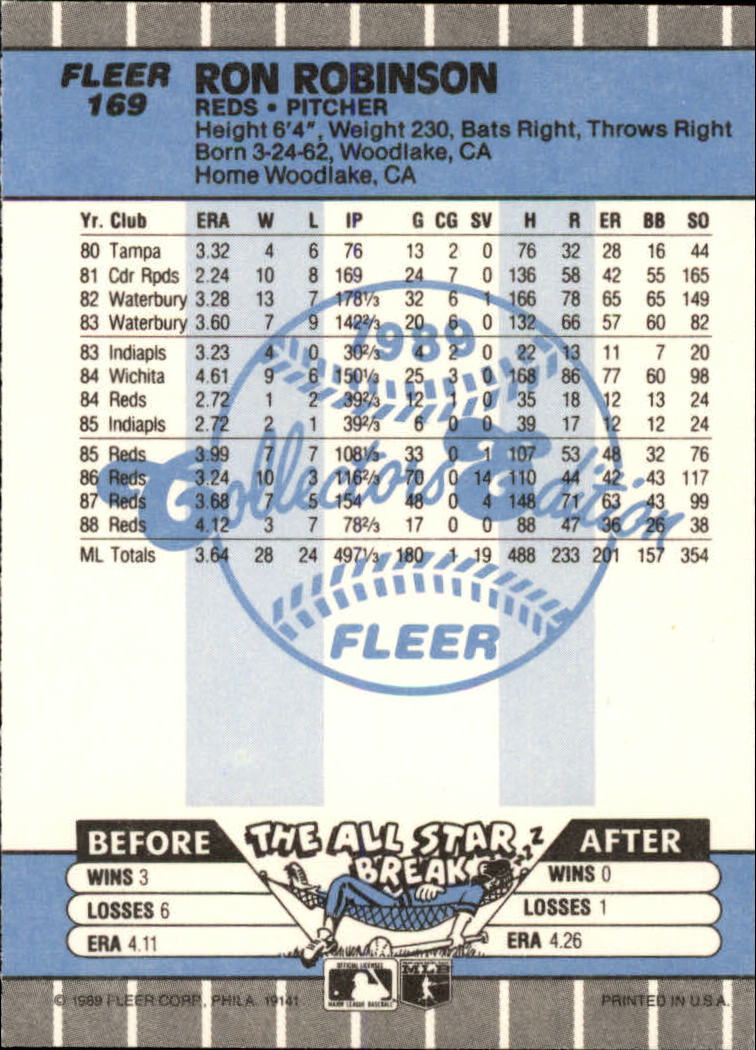 FLEER
169
RON ROBINSON
REDS • PITCHER
Height 6'4", Weight 230, Bats Right, Throws Right
Born 3-24-62, Woodlake, CA
Home Woodlake, CA
Yr. Club ERA W L IP G CG SV H R ER BB SO
80 Tampa 3.32 4 6 76 13 2 0 76 32 28 16 44
81 Cdr Rpds 2.24 10 8 169 24 7 0 136 58 42 55 165
82 Waterbury 3.28 13 7 178⅓ 32 6 1 166 78 65 65 149
83 Waterbury 3.60 7 9 142⅔ 20 6 0 132 66 57 60 82
83 Indiapls 3.23 4 0 30⅔ 4 2 0 22 13 11 7 20
84 Wichita 4.61 9 6 150⅓ 25 3 0 168 86 77 60 98
84 Reds 2.72 1 2 39⅔ 12 1 0 35 18 12 13 24
85 Indiapls 2.72 2 1 39⅔ 6 0 0 39 17 12 12 24
85 Reds 3.99 7 7 108⅓ 33 0 1 107 53 48 32 76
86 Reds 3.24 10 3 116⅔ 70 0 14 110 44 42 43 117
87 Reds 3.68 7 5 154 48 0 4 148 71 63 43 99
88 Reds 4.12 3 7 78⅔ 17 0 0 88 47 36 26 38
ML Totals 3.64 28 24 497⅓ 180 1 19 488 233 201 157 354
1989
Collectors Edition
FLEER
BEFORE THE ALL STAR BREAK AFTER
Z Z Z
WINS 3 WINS 0
LOSSES 6 LOSSES 1
ERA 4.11 ERA 4.26
OFFICIAL LICENSEE
MAJOR LEAGUE BASEBALL
MLB
© 1989 FLEER CORP., PHILA. 19141 PRINTED IN U.S.A.